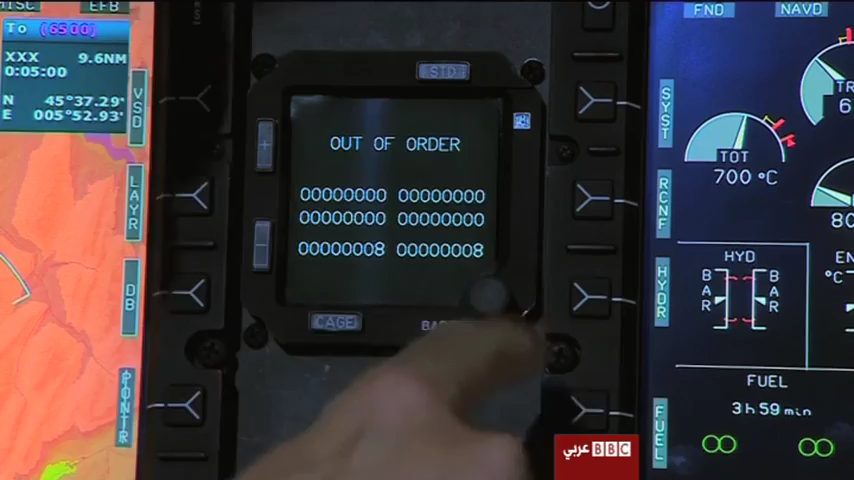 EFB
FND
NAVD
To (6500)
XXX 9.6NM
0:05:00
N 45°37.29'
E 005°52.93'
VSD
LAYR
DB
PONTR
STD
+
OUT OF ORDER
00000000 00000000
00000000 00000000
00000008 00000008
−
CAGE
SYST
RCNF
HYDR
FUEL
TOT
700 °C
HYD
BAR
BAR
°C
FUEL
3h59min
عربي BBC